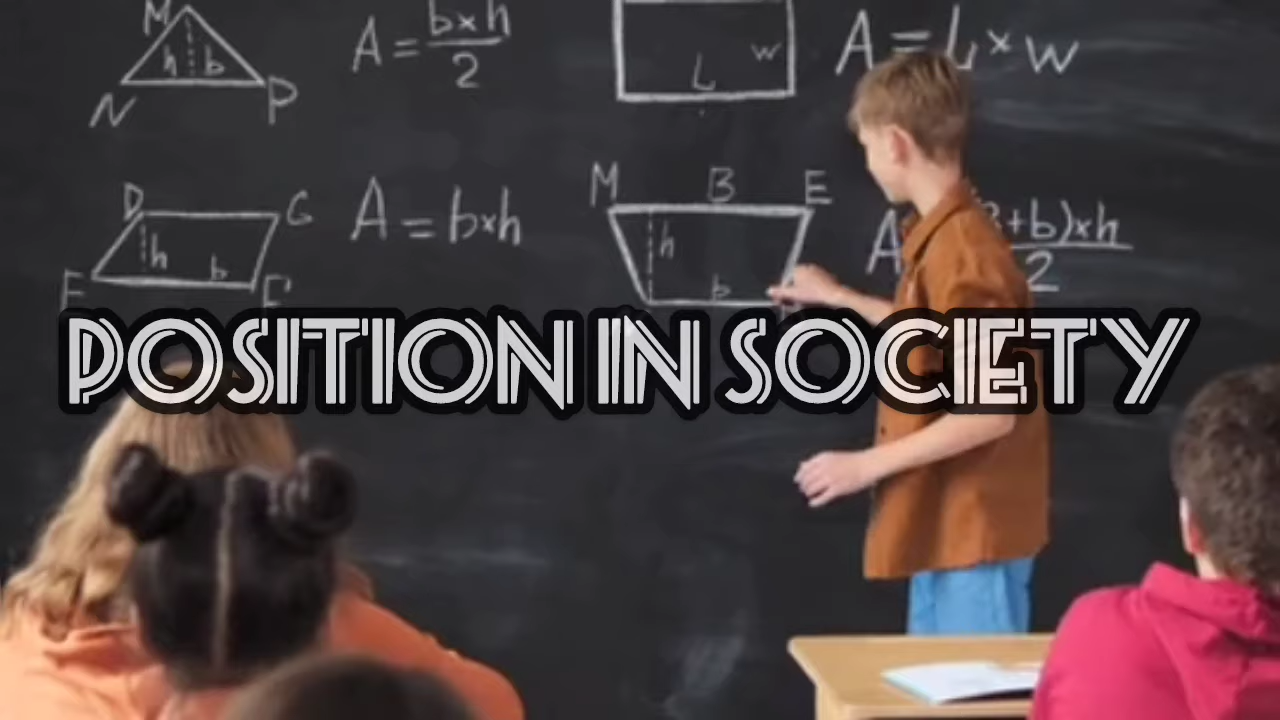 M
h b
N P
A = b×h / 2
W
L
A = L × W
D G
h
b
A = b×h
M B E
h
b
+b)×h
2
A
POSITION IN SOCIETY